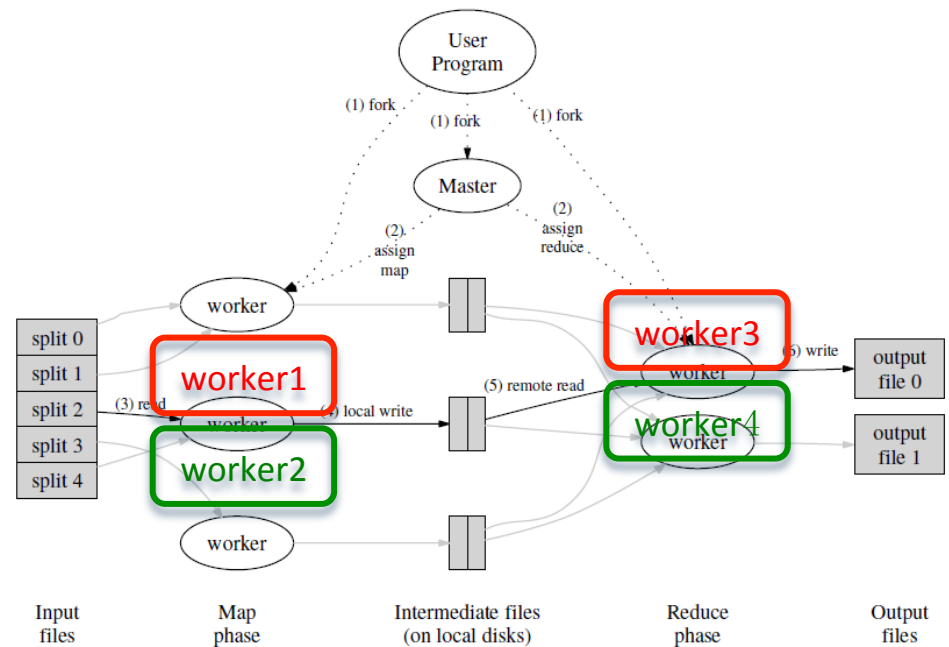 User
Program
(1) fork
(1) fork
(1) fork
Master
(2)
assign
map
(2)
assign
reduce
worker
split 0
split 1
split 2
split 3
split 4
worker1
worker3
(6) write
worker
output
file 0
(3) read
(4) local write
(5) remote read
worker
worker4
worker
output
file 1
worker2
worker
Input
files
Map
phase
Intermediate files
(on local disks)
Reduce
phase
Output
files